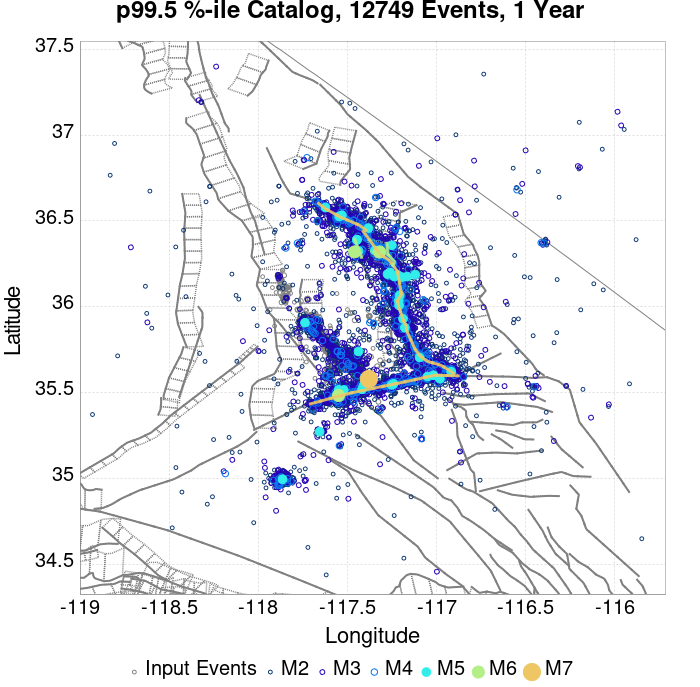 p99.5 %-ile Catalog, 12749 Events, 1 Year
37.5
37
36.5
36
35.5
35
34.5
Latitude
-119 -118.5 -118 -117.5 -117 -116.5 -116
Longitude
Input Events M2 M3 M4 M5 M6 M7